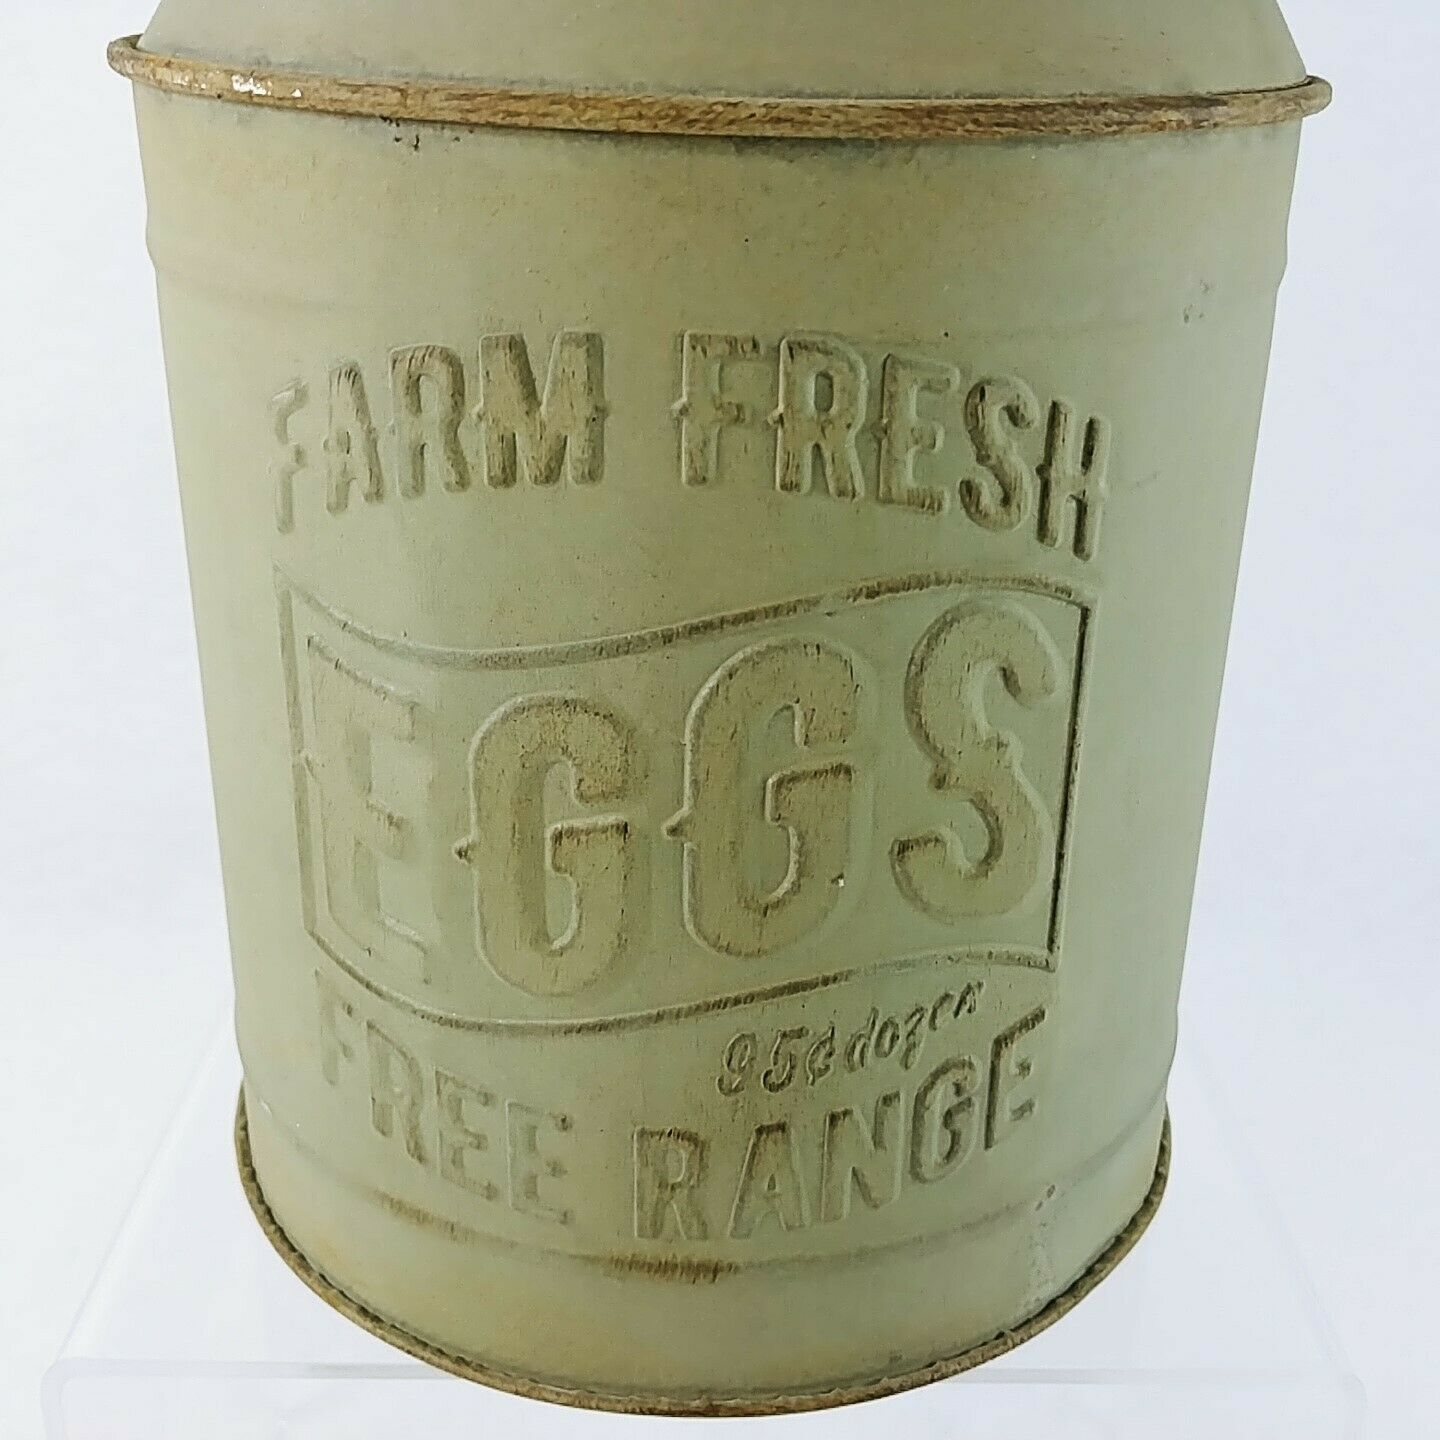 FARM FRESH
EGGS
95¢ dozen
FREE RANGE